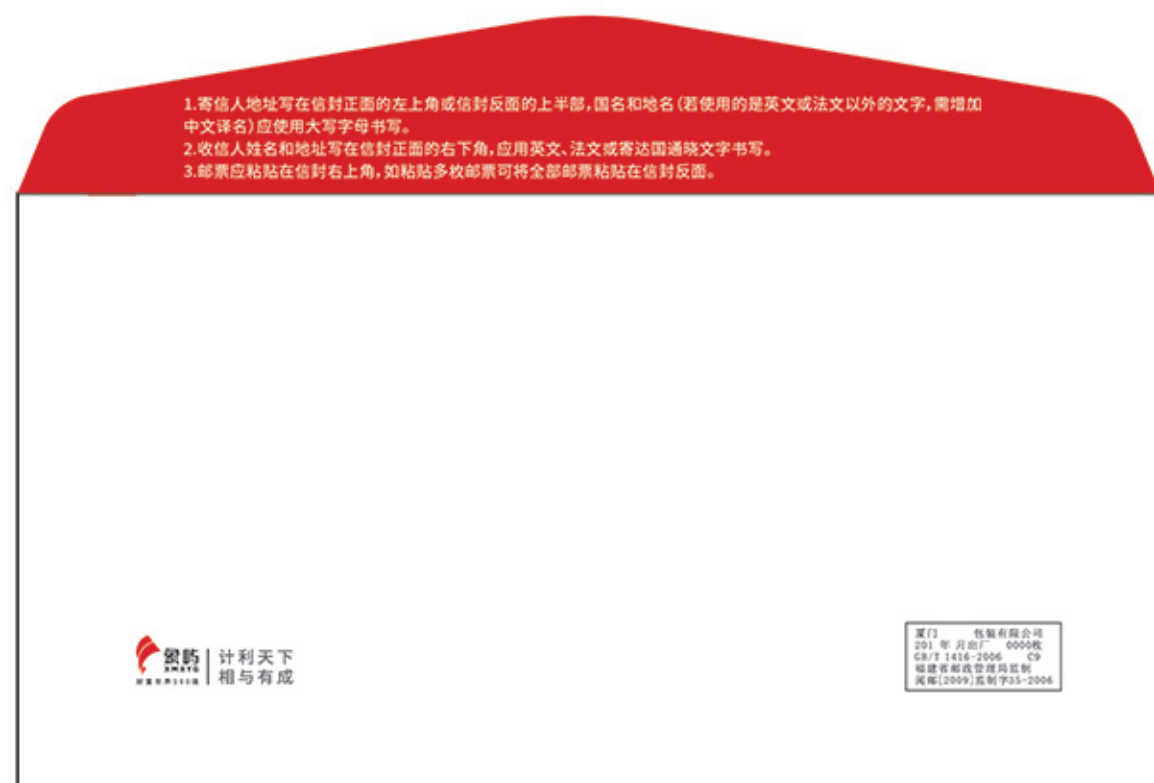 1.寄信人地址写在信封正面的左上角或信封反面的上半部,国名和地名(若使用的是英文或法文以外的文字,需增加
中文译名)应使用大写字母书写。
2.收信人姓名和地址写在信封正面的右下角,应用英文、法文或寄达国通晓文字书写。
3.邮票应粘贴在信封右上角,如粘贴多枚邮票可将全部邮票粘贴在信封反面。
计利天下
相与有成
财富世界500强
厦门 包装有限公司
201 年 月出厂 0000枚
GB/T 1416-2006 C9
福建省邮政管理局监制
闽邮[2009]监制字35-2006